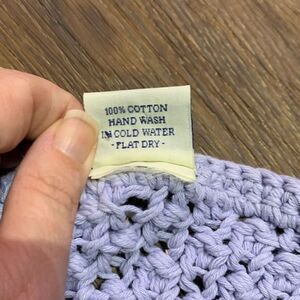 100% COTTON
HAND WASH
IN COLD WATER
- FLAT DRY -